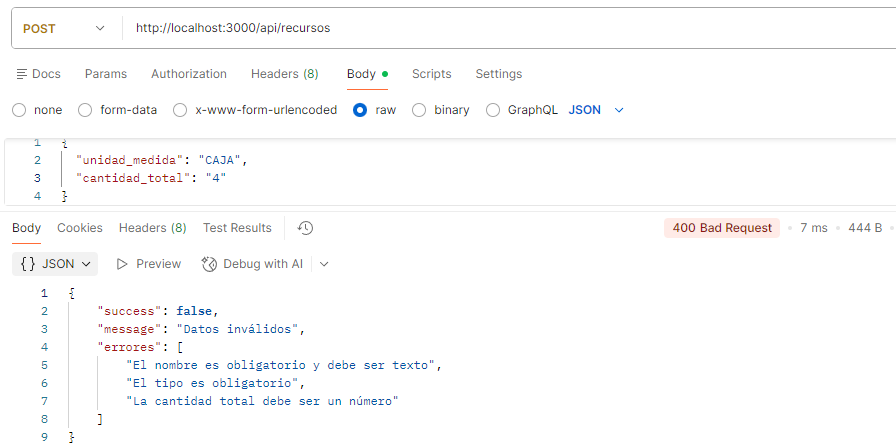 POST http://localhost:3000/api/recursos
Docs Params Authorization Headers (8) Body Scripts Settings
none form-data x-www-form-urlencoded raw binary GraphQL JSON
1 {
2 "unidad_medida": "CAJA",
3 "cantidad_total": "4"
4 }
Body Cookies Headers (8) Test Results 400 Bad Request • 7 ms • 444 B •
{} JSON Preview Debug with AI
1 {
2 "success": false,
3 "message": "Datos inválidos",
4 "errores": [
5 "El nombre es obligatorio y debe ser texto",
6 "El tipo es obligatorio",
7 "La cantidad total debe ser un número"
8 ]
9 }